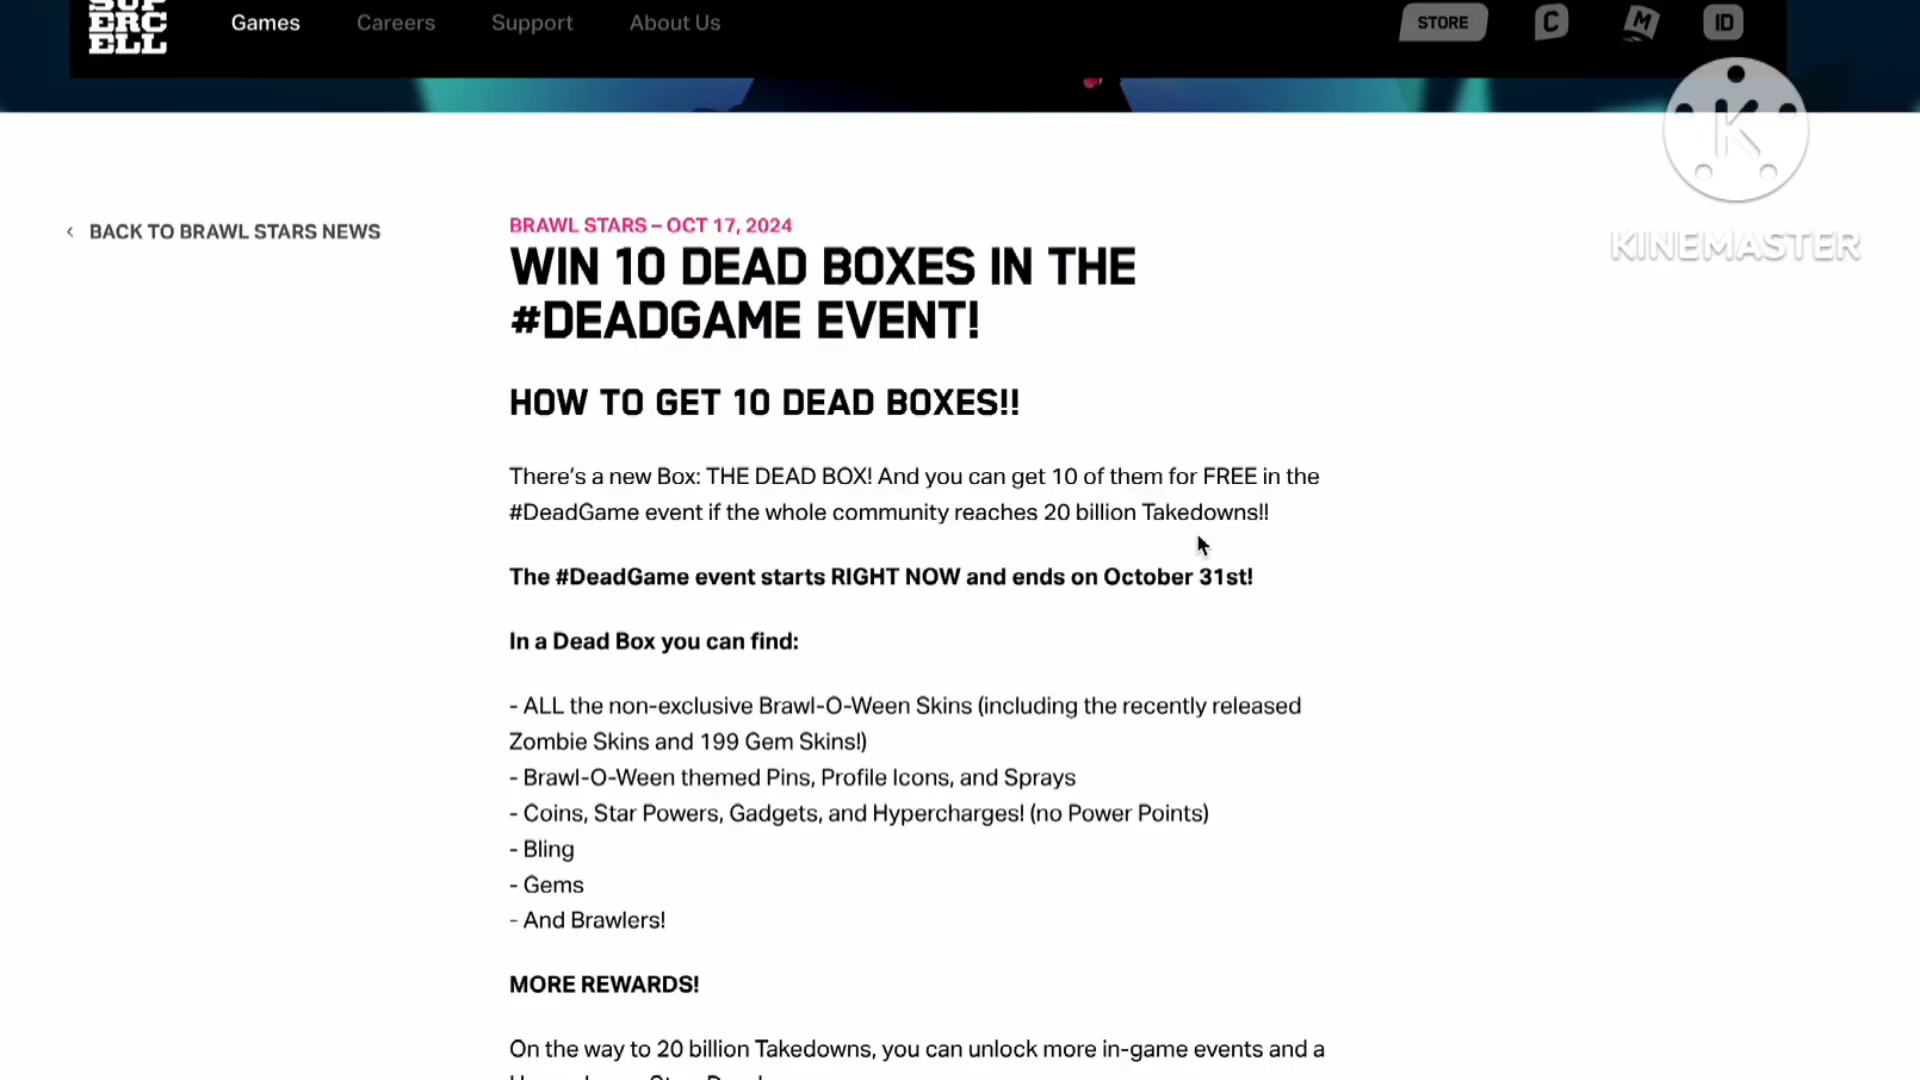 SUP
ERC
ELL
Games
Careers
Support
About Us
STORE
C
M
ID
K
KINEMASTER
BACK TO BRAWL STARS NEWS
BRAWL STARS – OCT 17, 2024
WIN 10 DEAD BOXES IN THE
#DEADGAME EVENT!
HOW TO GET 10 DEAD BOXES!!
There's a new Box: THE DEAD BOX! And you can get 10 of them for FREE in the
#DeadGame event if the whole community reaches 20 billion Takedowns!!
The #DeadGame event starts RIGHT NOW and ends on October 31st!
In a Dead Box you can find:
- ALL the non-exclusive Brawl-O-Ween Skins (including the recently released
Zombie Skins and 199 Gem Skins!)
- Brawl-O-Ween themed Pins, Profile Icons, and Sprays
- Coins, Star Powers, Gadgets, and Hypercharges! (no Power Points)
- Bling
- Gems
- And Brawlers!
MORE REWARDS!
On the way to 20 billion Takedowns, you can unlock more in-game events and a